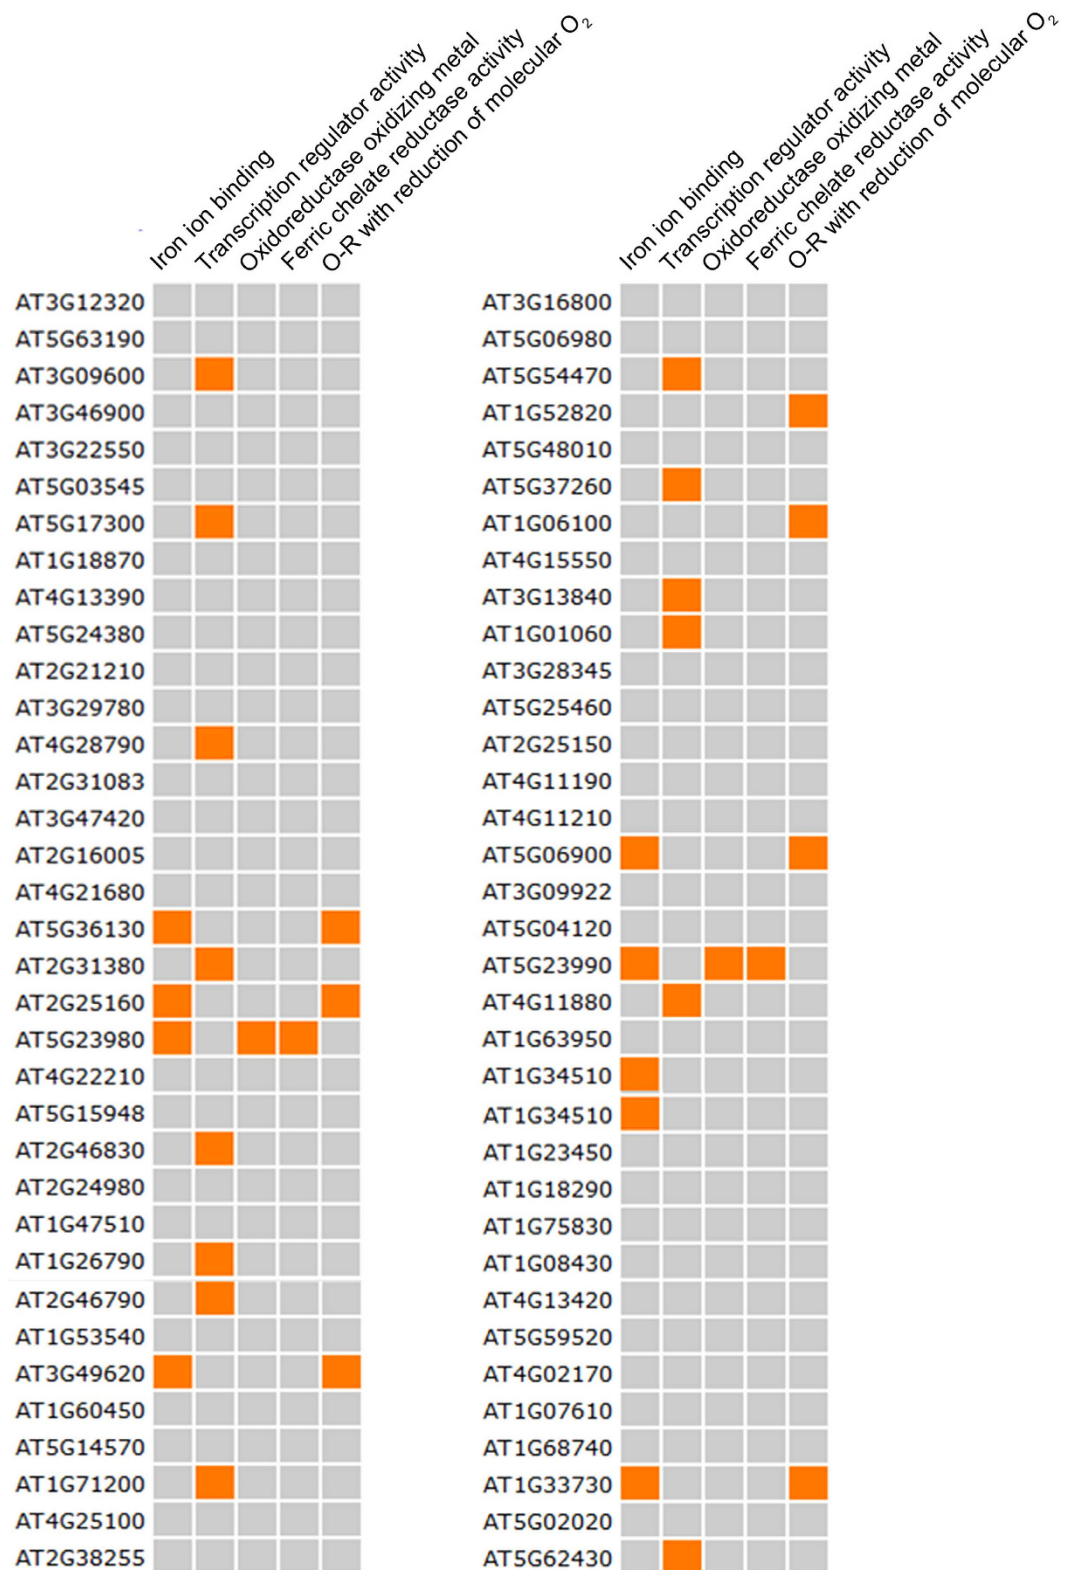 Iron ion binding
Transcription regulator activity
Oxidoreductase oxidizing metal
Ferric chelate reductase activity
O-R with reduction of molecular O₂
AT3G12320
AT5G63190
AT3G09600
AT3G46900
AT3G22550
AT5G03545
AT5G17300
AT1G18870
AT4G13390
AT5G24380
AT2G21210
AT3G29780
AT4G28790
AT2G31083
AT3G47420
AT2G16005
AT4G21680
AT5G36130
AT2G31380
AT2G25160
AT5G23980
AT4G22210
AT5G15948
AT2G46830
AT2G24980
AT1G47510
AT1G26790
AT2G46790
AT1G53540
AT3G49620
AT1G60450
AT5G14570
AT1G71200
AT4G25100
AT2G38255
Iron ion binding
Transcription regulator activity
Oxidoreductase oxidizing metal
Ferric chelate reductase activity
O-R with reduction of molecular O₂
AT3G16800
AT5G06980
AT5G54470
AT1G52820
AT5G48010
AT5G37260
AT1G06100
AT4G15550
AT3G13840
AT1G01060
AT3G28345
AT5G25460
AT2G25150
AT4G11190
AT4G11210
AT5G06900
AT3G09922
AT5G04120
AT5G23990
AT4G11880
AT1G63950
AT1G34510
AT1G34510
AT1G23450
AT1G18290
AT1G75830
AT1G08430
AT4G13420
AT5G59520
AT4G02170
AT1G07610
AT1G68740
AT1G33730
AT5G02020
AT5G62430